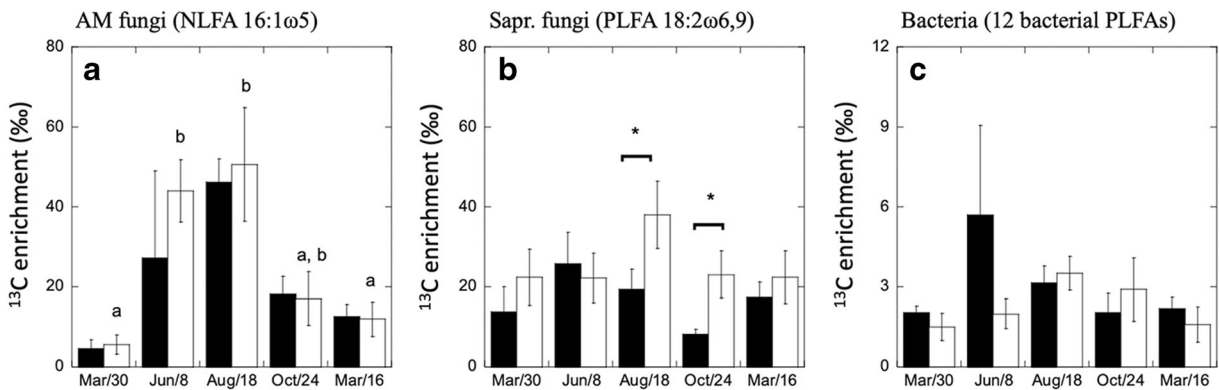 AM fungi (NLFA 16:1ω5)
a
¹³C enrichment (‰)
80
60
40
20
0
a
b
b
a, b
a
Mar/30 Jun/8 Aug/18 Oct/24 Mar/16
Sapr. fungi (PLFA 18:2ω6,9)
b
¹³C enrichment (‰)
80
60
40
20
0
*
*
Mar/30 Jun/8 Aug/18 Oct/24 Mar/16
Bacteria (12 bacterial PLFAs)
c
¹³C enrichment (‰)
12
9
6
3
0
Mar/30 Jun/8 Aug/18 Oct/24 Mar/16